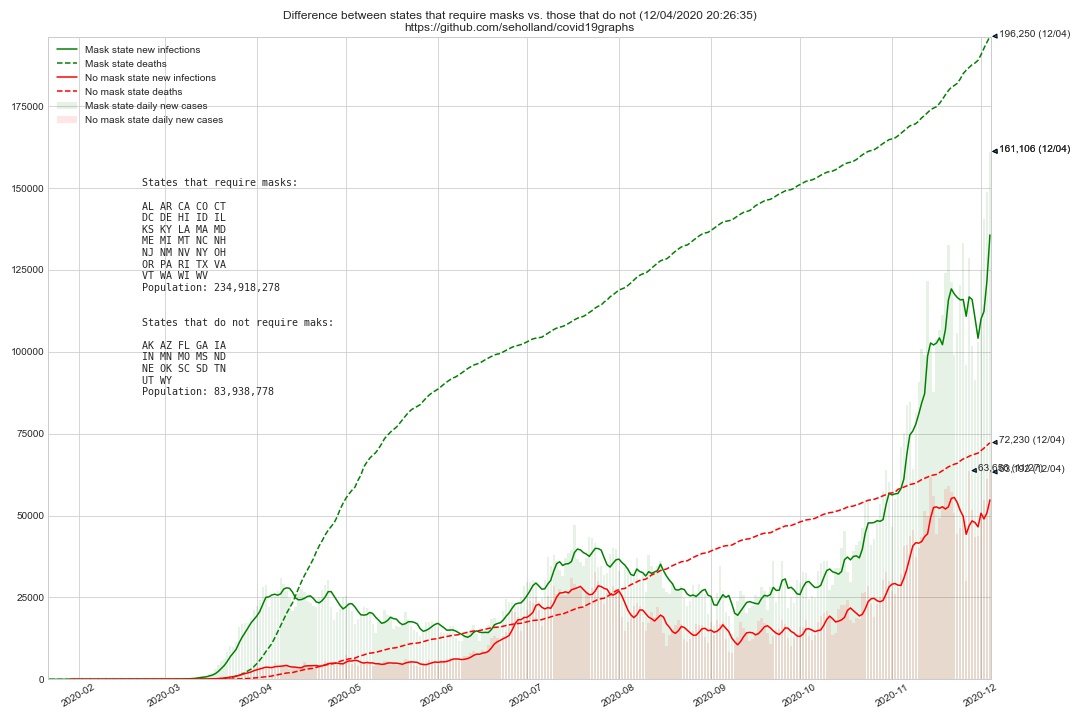 Difference between states that require masks vs. those that do not (12/04/2020 20:26:35)
https://github.com/seholland/covid19graphs
Mask state new infections
Mask state deaths
No mask state new infections
No mask state deaths
Mask state daily new cases
No mask state daily new cases
States that require masks:
AL AR CA CO CT
DC DE HI ID IL
KS KY LA MA MD
ME MI MT NC NH
NJ NM NV NY OH
OR PA RI TX VA
VT WA WI WV
Population: 234,918,278
States that do not require maks:
AK AZ FL GA IA
IN MN MO MS ND
NE OK SC SD TN
UT WY
Population: 83,938,778
196,250 (12/04)
161,106 (12/04)
72,230 (12/04)
175000
150000
125000
100000
75000
50000
25000
0
2020-02
2020-03
2020-04
2020-05
2020-06
2020-07
2020-08
2020-09
2020-10
2020-11
2020-12